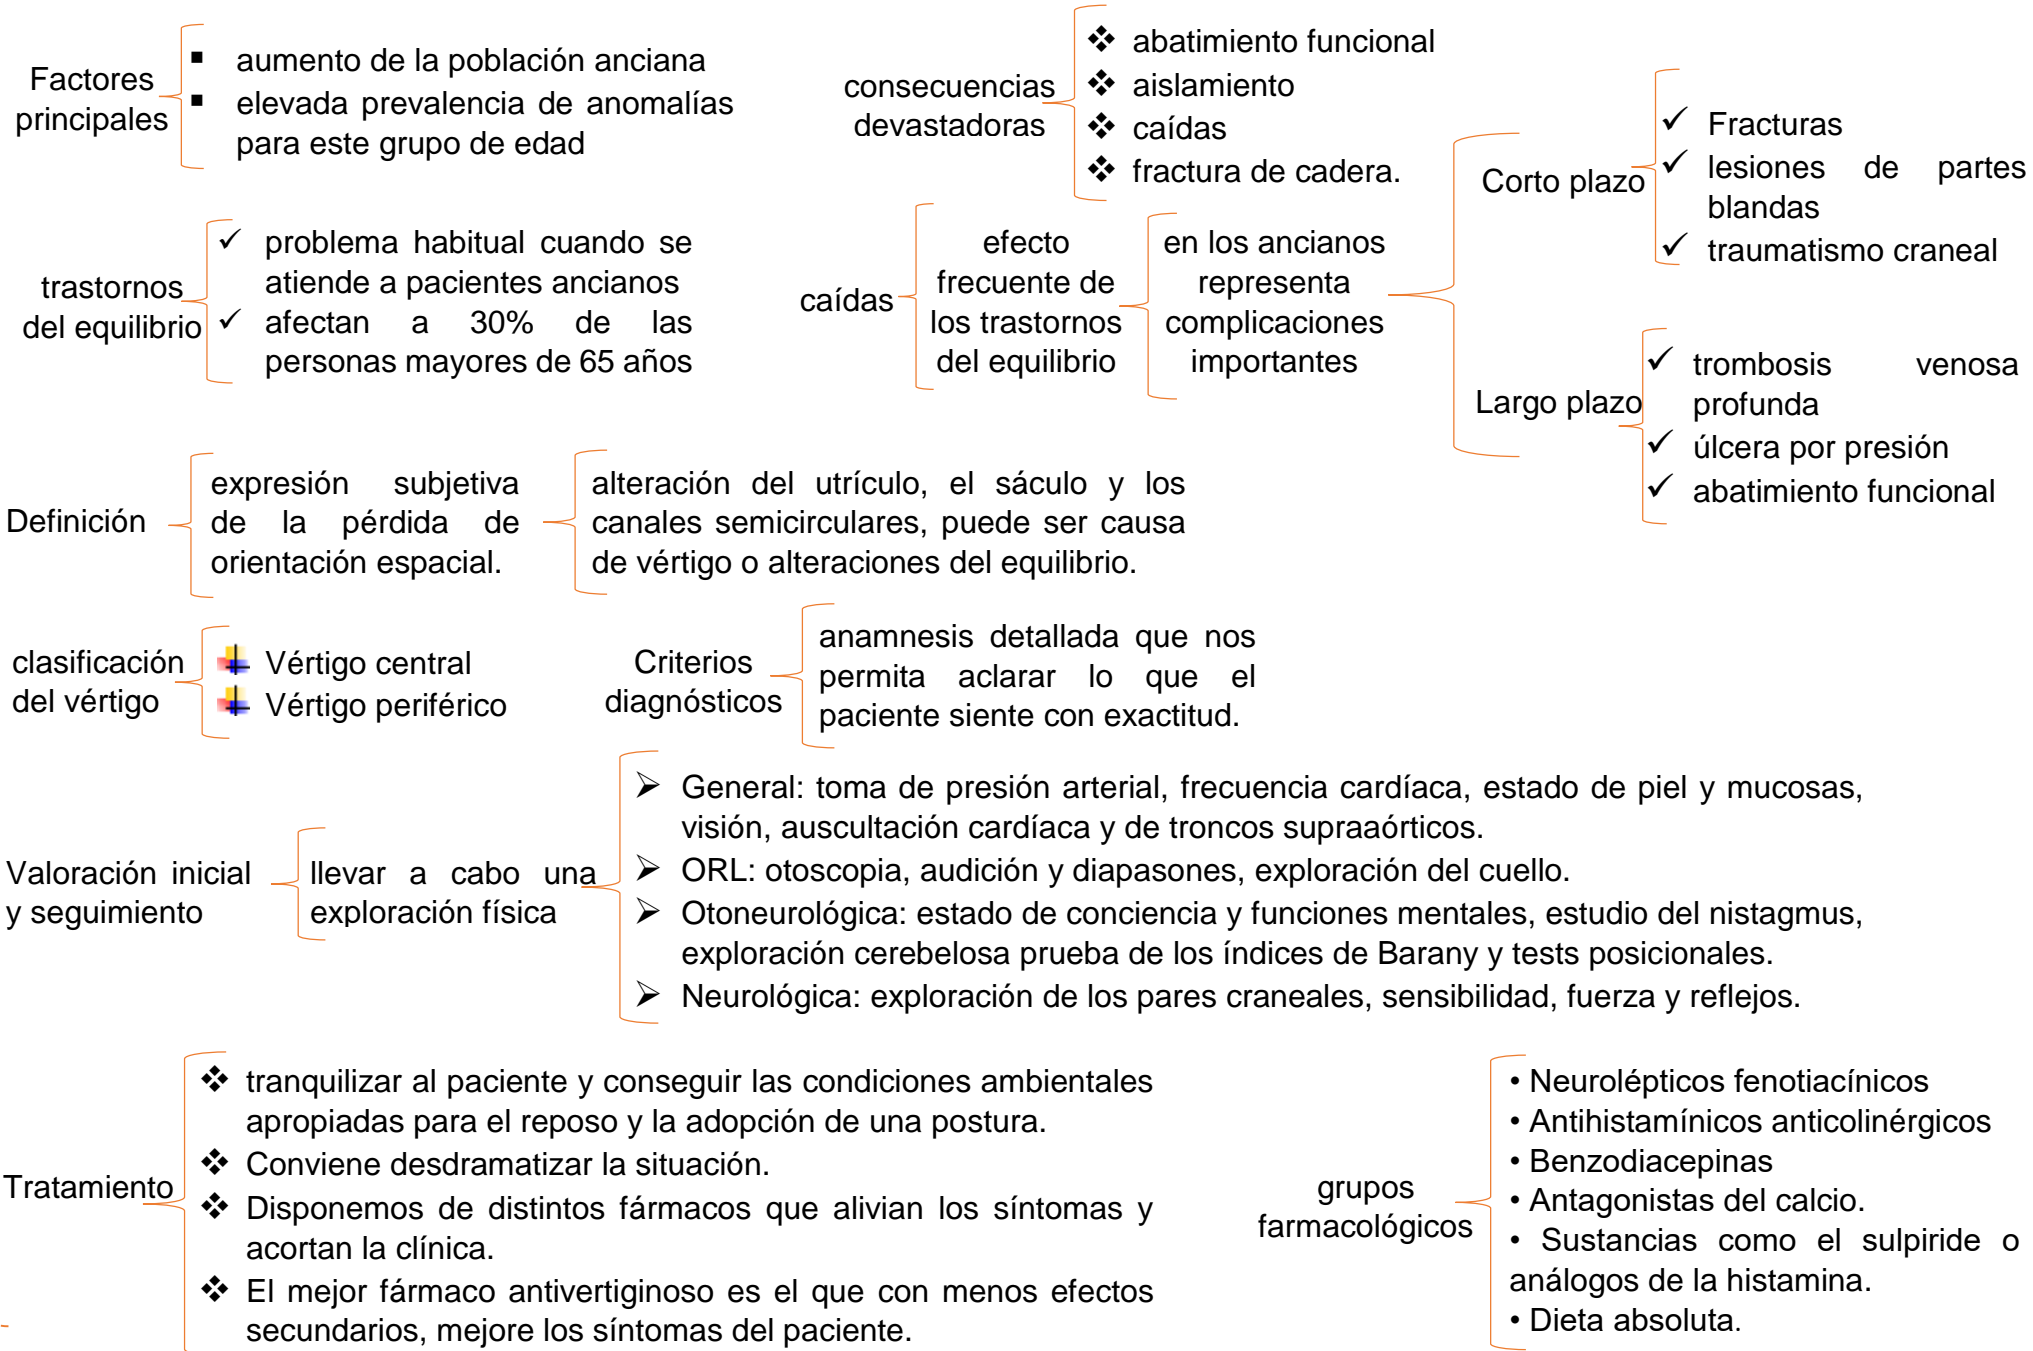 Factores
principales
▪ aumento de la población anciana
▪ elevada prevalencia de anomalías
para este grupo de edad
consecuencias
devastadoras
❖ abatimiento funcional
❖ aislamiento
❖ caídas
❖ fractura de cadera.
trastornos
del equilibrio
✓ problema habitual cuando se
atiende a pacientes ancianos
✓ afectan a 30% de las
personas mayores de 65 años
caídas
efecto
frecuente de
los trastornos
del equilibrio
en los ancianos
representa
complicaciones
importantes
Corto plazo
✓ Fracturas
✓ lesiones de partes
blandas
✓ traumatismo craneal
Largo plazo
✓ trombosis venosa
profunda
✓ úlcera por presión
✓ abatimiento funcional
Definición
expresión subjetiva
de la pérdida de
orientación espacial.
alteración del utrículo, el sáculo y los
canales semicirculares, puede ser causa
de vértigo o alteraciones del equilibrio.
clasificación
del vértigo
Vértigo central
Vértigo periférico
Criterios
diagnósticos
anamnesis detallada que nos
permita aclarar lo que el
paciente siente con exactitud.
Valoración inicial
y seguimiento
llevar a cabo una
exploración física
➢ General: toma de presión arterial, frecuencia cardíaca, estado de piel y mucosas,
visión, auscultación cardíaca y de troncos supraaórticos.
➢ ORL: otoscopia, audición y diapasones, exploración del cuello.
➢ Otoneurológica: estado de conciencia y funciones mentales, estudio del nistagmus,
exploración cerebelosa prueba de los índices de Barany y tests posicionales.
➢ Neurológica: exploración de los pares craneales, sensibilidad, fuerza y reflejos.
Tratamiento
❖ tranquilizar al paciente y conseguir las condiciones ambientales
apropiadas para el reposo y la adopción de una postura.
❖ Conviene desdramatizar la situación.
❖ Disponemos de distintos fármacos que alivian los síntomas y
acortan la clínica.
❖ El mejor fármaco antivertiginoso es el que con menos efectos
secundarios, mejore los síntomas del paciente.
grupos
farmacológicos
• Neurolépticos fenotiacínicos
• Antihistamínicos anticolinérgicos
• Benzodiacepinas
• Antagonistas del calcio.
• Sustancias como el sulpiride o
análogos de la histamina.
• Dieta absoluta.